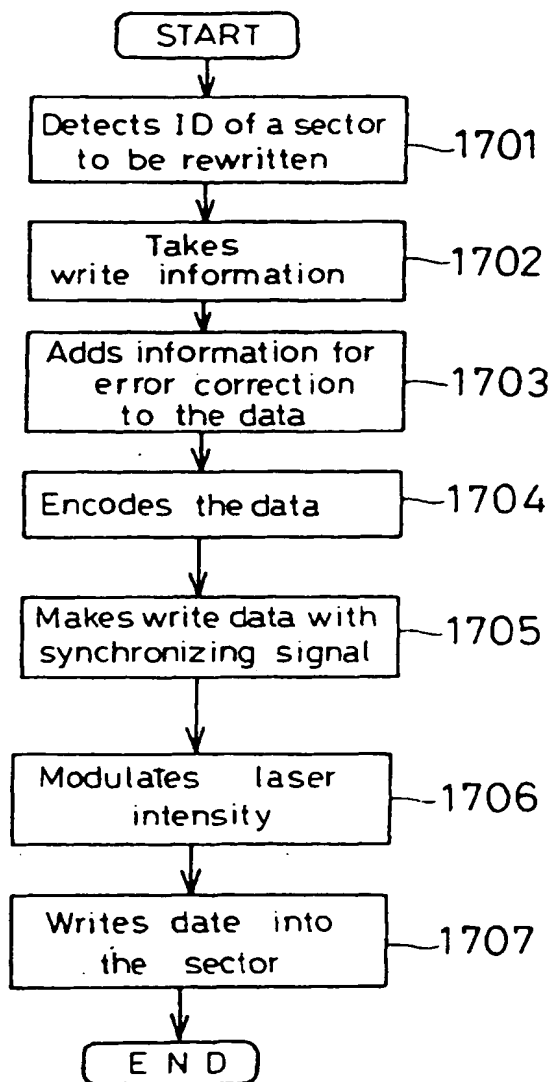 START
Detects ID of a sector
to be rewritten
1701
Takes
write information
1702
Adds information for
error correction
to the data
1703
Encodes the data
1704
Makes write data with
synchronizing signal
1705
Modulates laser
intensity
1706
Writes date into
the sector
1707
END